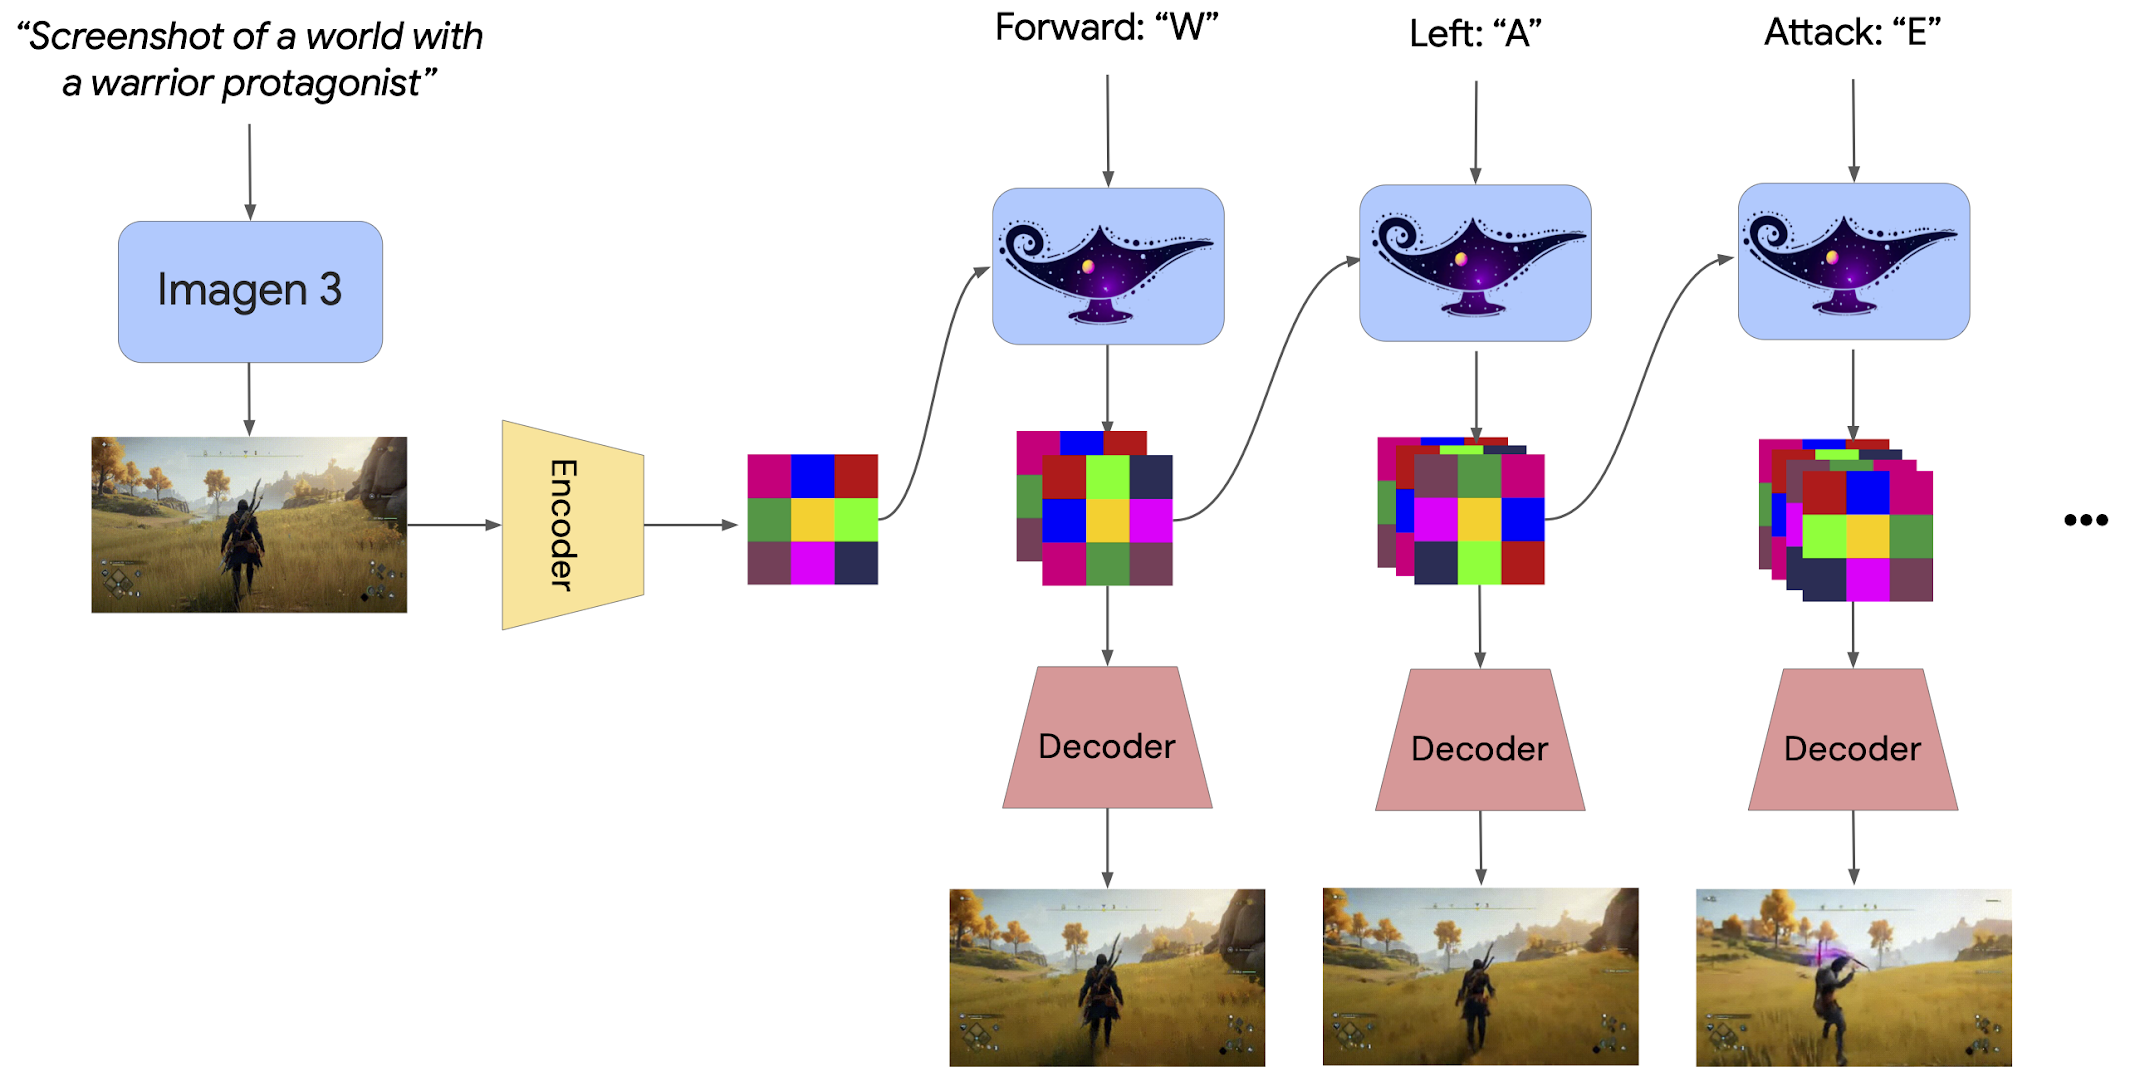 “Screenshot of a world with
a warrior protagonist”
Imagen 3
Encoder
Forward: “W”
Left: “A”
Attack: “E”
Decoder
Decoder
Decoder
•••